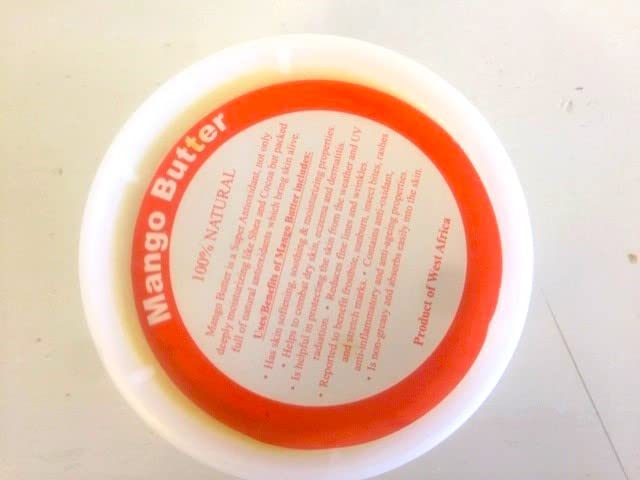 Mango Butter
100% NATURAL
Mango Butter is a Super Antioxidant, not only
deeply moisturizing like Shea and Cocoa but packed
full of natural antioxidants which bring skin alive.
Uses/Benefits of Mango Butter includes:
• Has skin softening, soothing & moisturizing properties
• Helps to combat dry skin, eczema and dermatitis.
• Is helpful in protecting the skin from the weather and UV
radiation. • Reduces fine lines and wrinkles.
• Reported to benefit frostbite, sunburn, insect bites, rashes
and stretch marks. • Contains anti-oxidant,
anti-inflammatory and anti-ageing properties.
• Is non-greasy and absorbs easily into the skin.
Product of West Africa